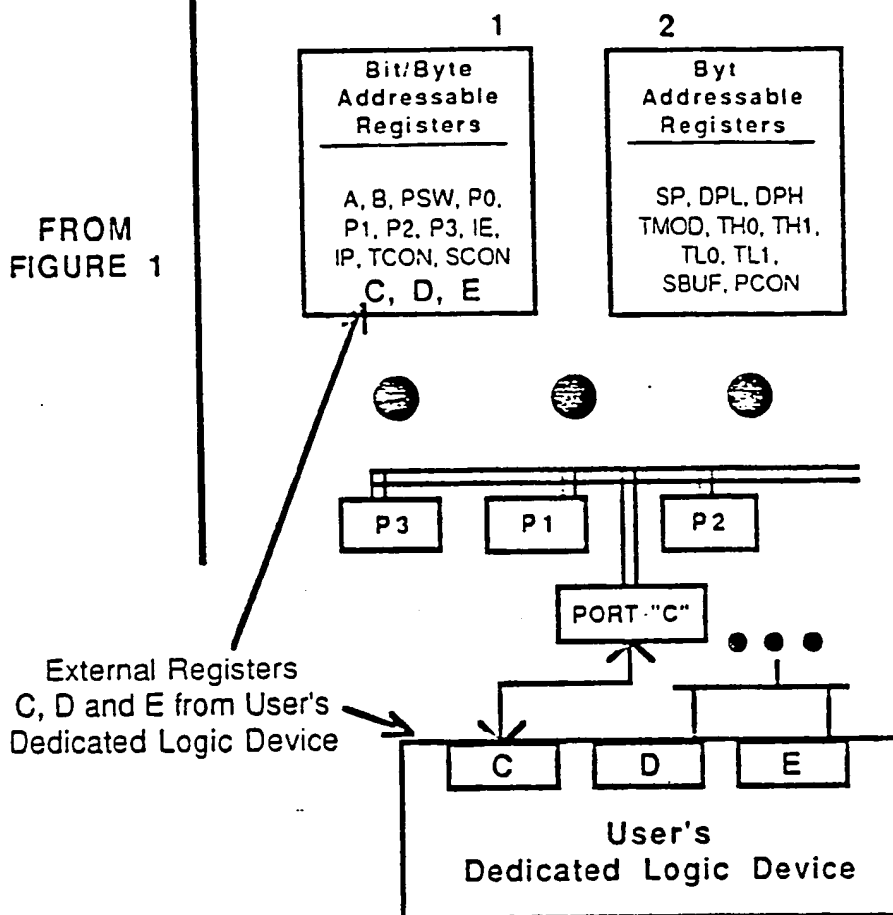 1
2
Bit/Byte
Addressable
Registers
A, B, PSW, P0,
P1, P2, P3, IE,
IP, TCON, SCON
C, D, E
Byt
Addressable
Registers
SP, DPL, DPH
TMOD, TH0, TH1,
TL0, TL1,
SBUF, PCON
FROM
FIGURE 1
P3
P1
P2
PORT-"C"
External Registers
C, D and E from User's
Dedicated Logic Device
C
D
E
User's
Dedicated Logic Device